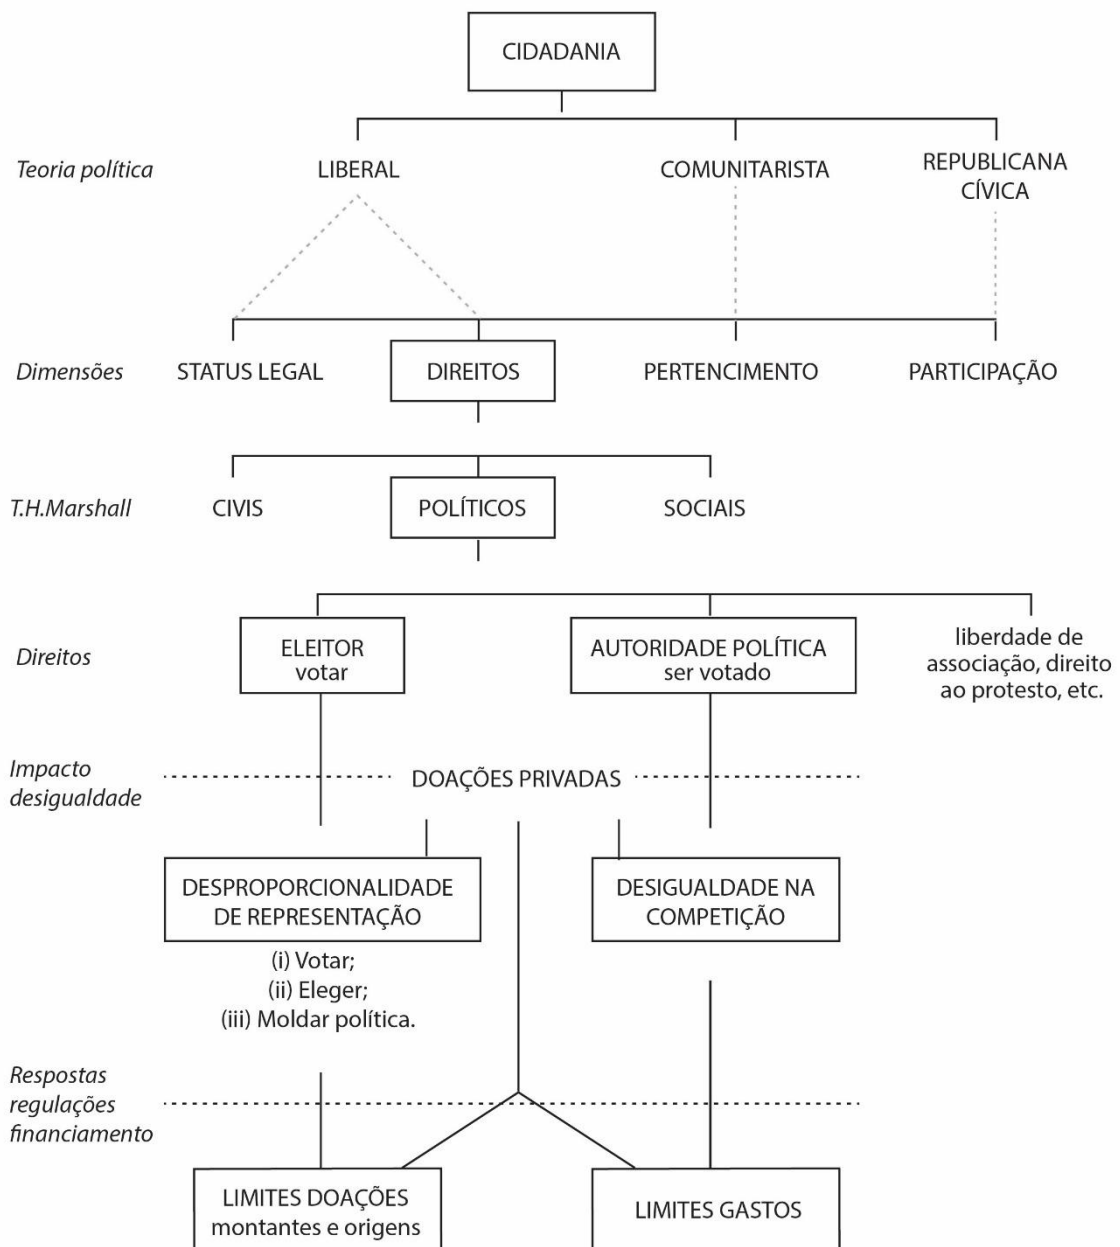 CIDADANIA
Teoria política
LIBERAL
COMUNITARISTA
REPUBLICANA
CÍVICA
Dimensões
STATUS LEGAL
DIREITOS
PERTENCIMENTO
PARTICIPAÇÃO
T.H.Marshall
CIVIS
POLÍTICOS
SOCIAIS
Direitos
ELEITOR
votar
AUTORIDADE POLÍTICA
ser votado
liberdade de
associação, direito
ao protesto, etc.
Impacto
desigualdade
DOAÇÕES PRIVADAS
DESPROPORCIONALIDADE
DE REPRESENTAÇÃO
DESIGUALDADE NA
COMPETIÇÃO
(i) Votar;
(ii) Eleger;
(iii) Moldar política.
Respostas
regulações
financiamento
LIMITES DOAÇÕES
montantes e origens
LIMITES GASTOS